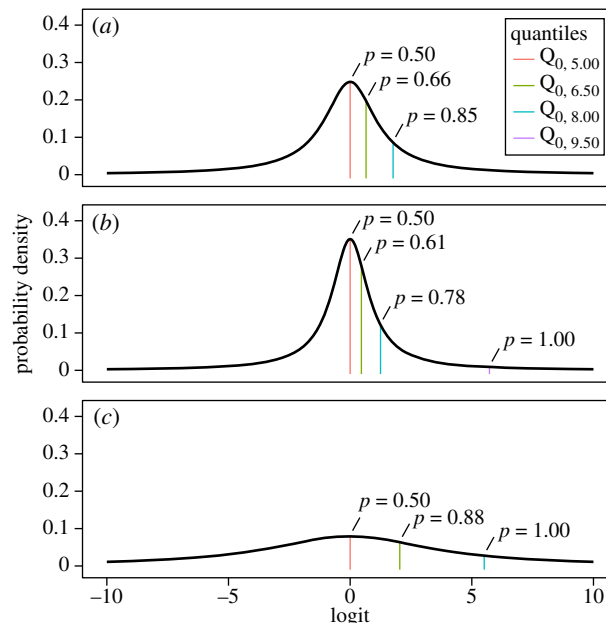 (a)
0.4
0.3
0.2
0.1
0
p = 0.50
p = 0.66
p = 0.85
quantiles
Q0, 5.00
Q0, 6.50
Q0, 8.00
Q0, 9.50
probability density
(b)
0.4
0.3
0.2
0.1
0
p = 0.50
p = 0.61
p = 0.78
p = 1.00
(c)
0.4
0.3
0.2
0.1
0
p = 0.50
p = 0.88
p = 1.00
–10 –5 0 5 10
logit